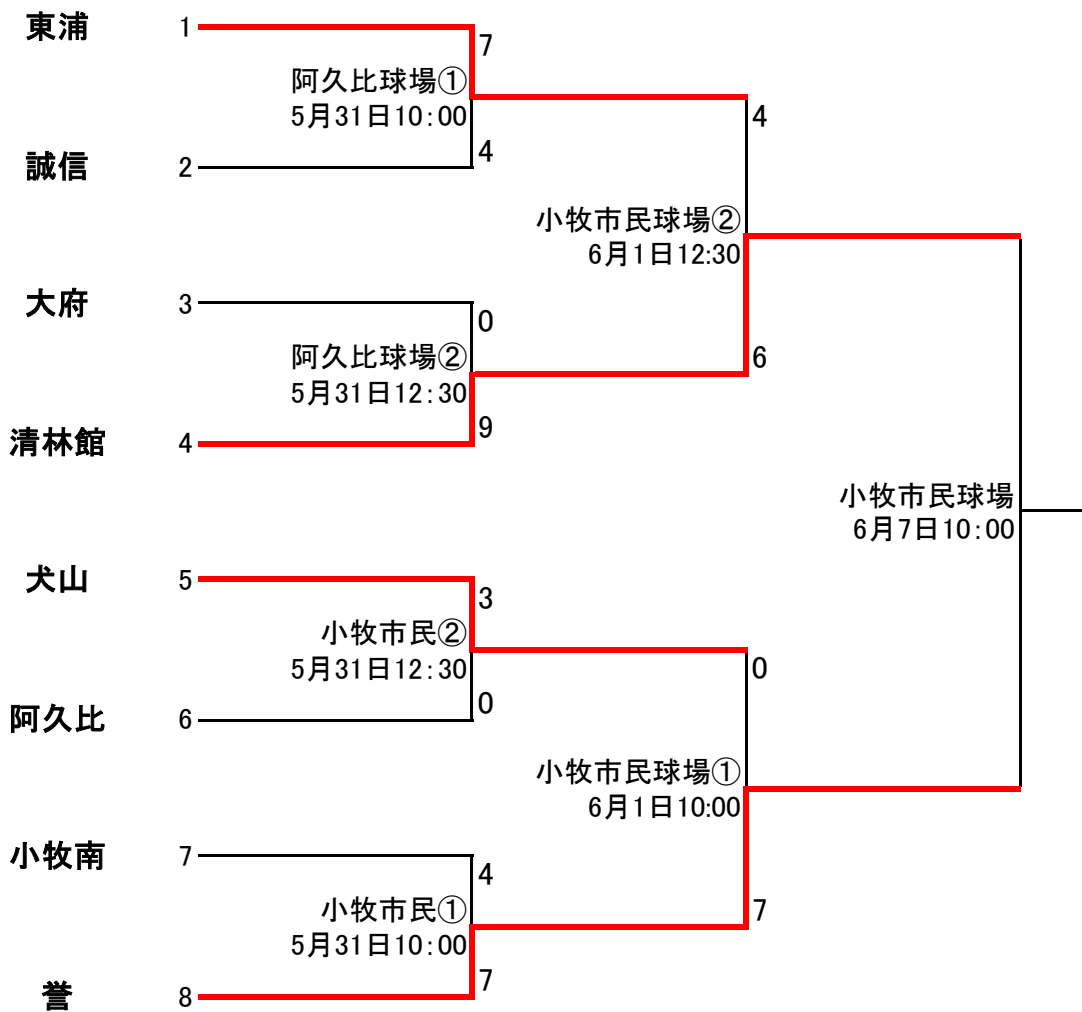 東浦 1
7
阿久比球場①
5月31日10:00
4
4
誠信 2
小牧市民球場②
6月1日12:30
大府 3
0
阿久比球場②
5月31日12:30
6
9
清林館 4
小牧市民球場
6月7日10:00
犬山 5
3
小牧市民②
5月31日12:30
0
0
阿久比 6
小牧市民球場①
6月1日10:00
小牧南 7
4
小牧市民①
5月31日10:00
7
7
誉 8